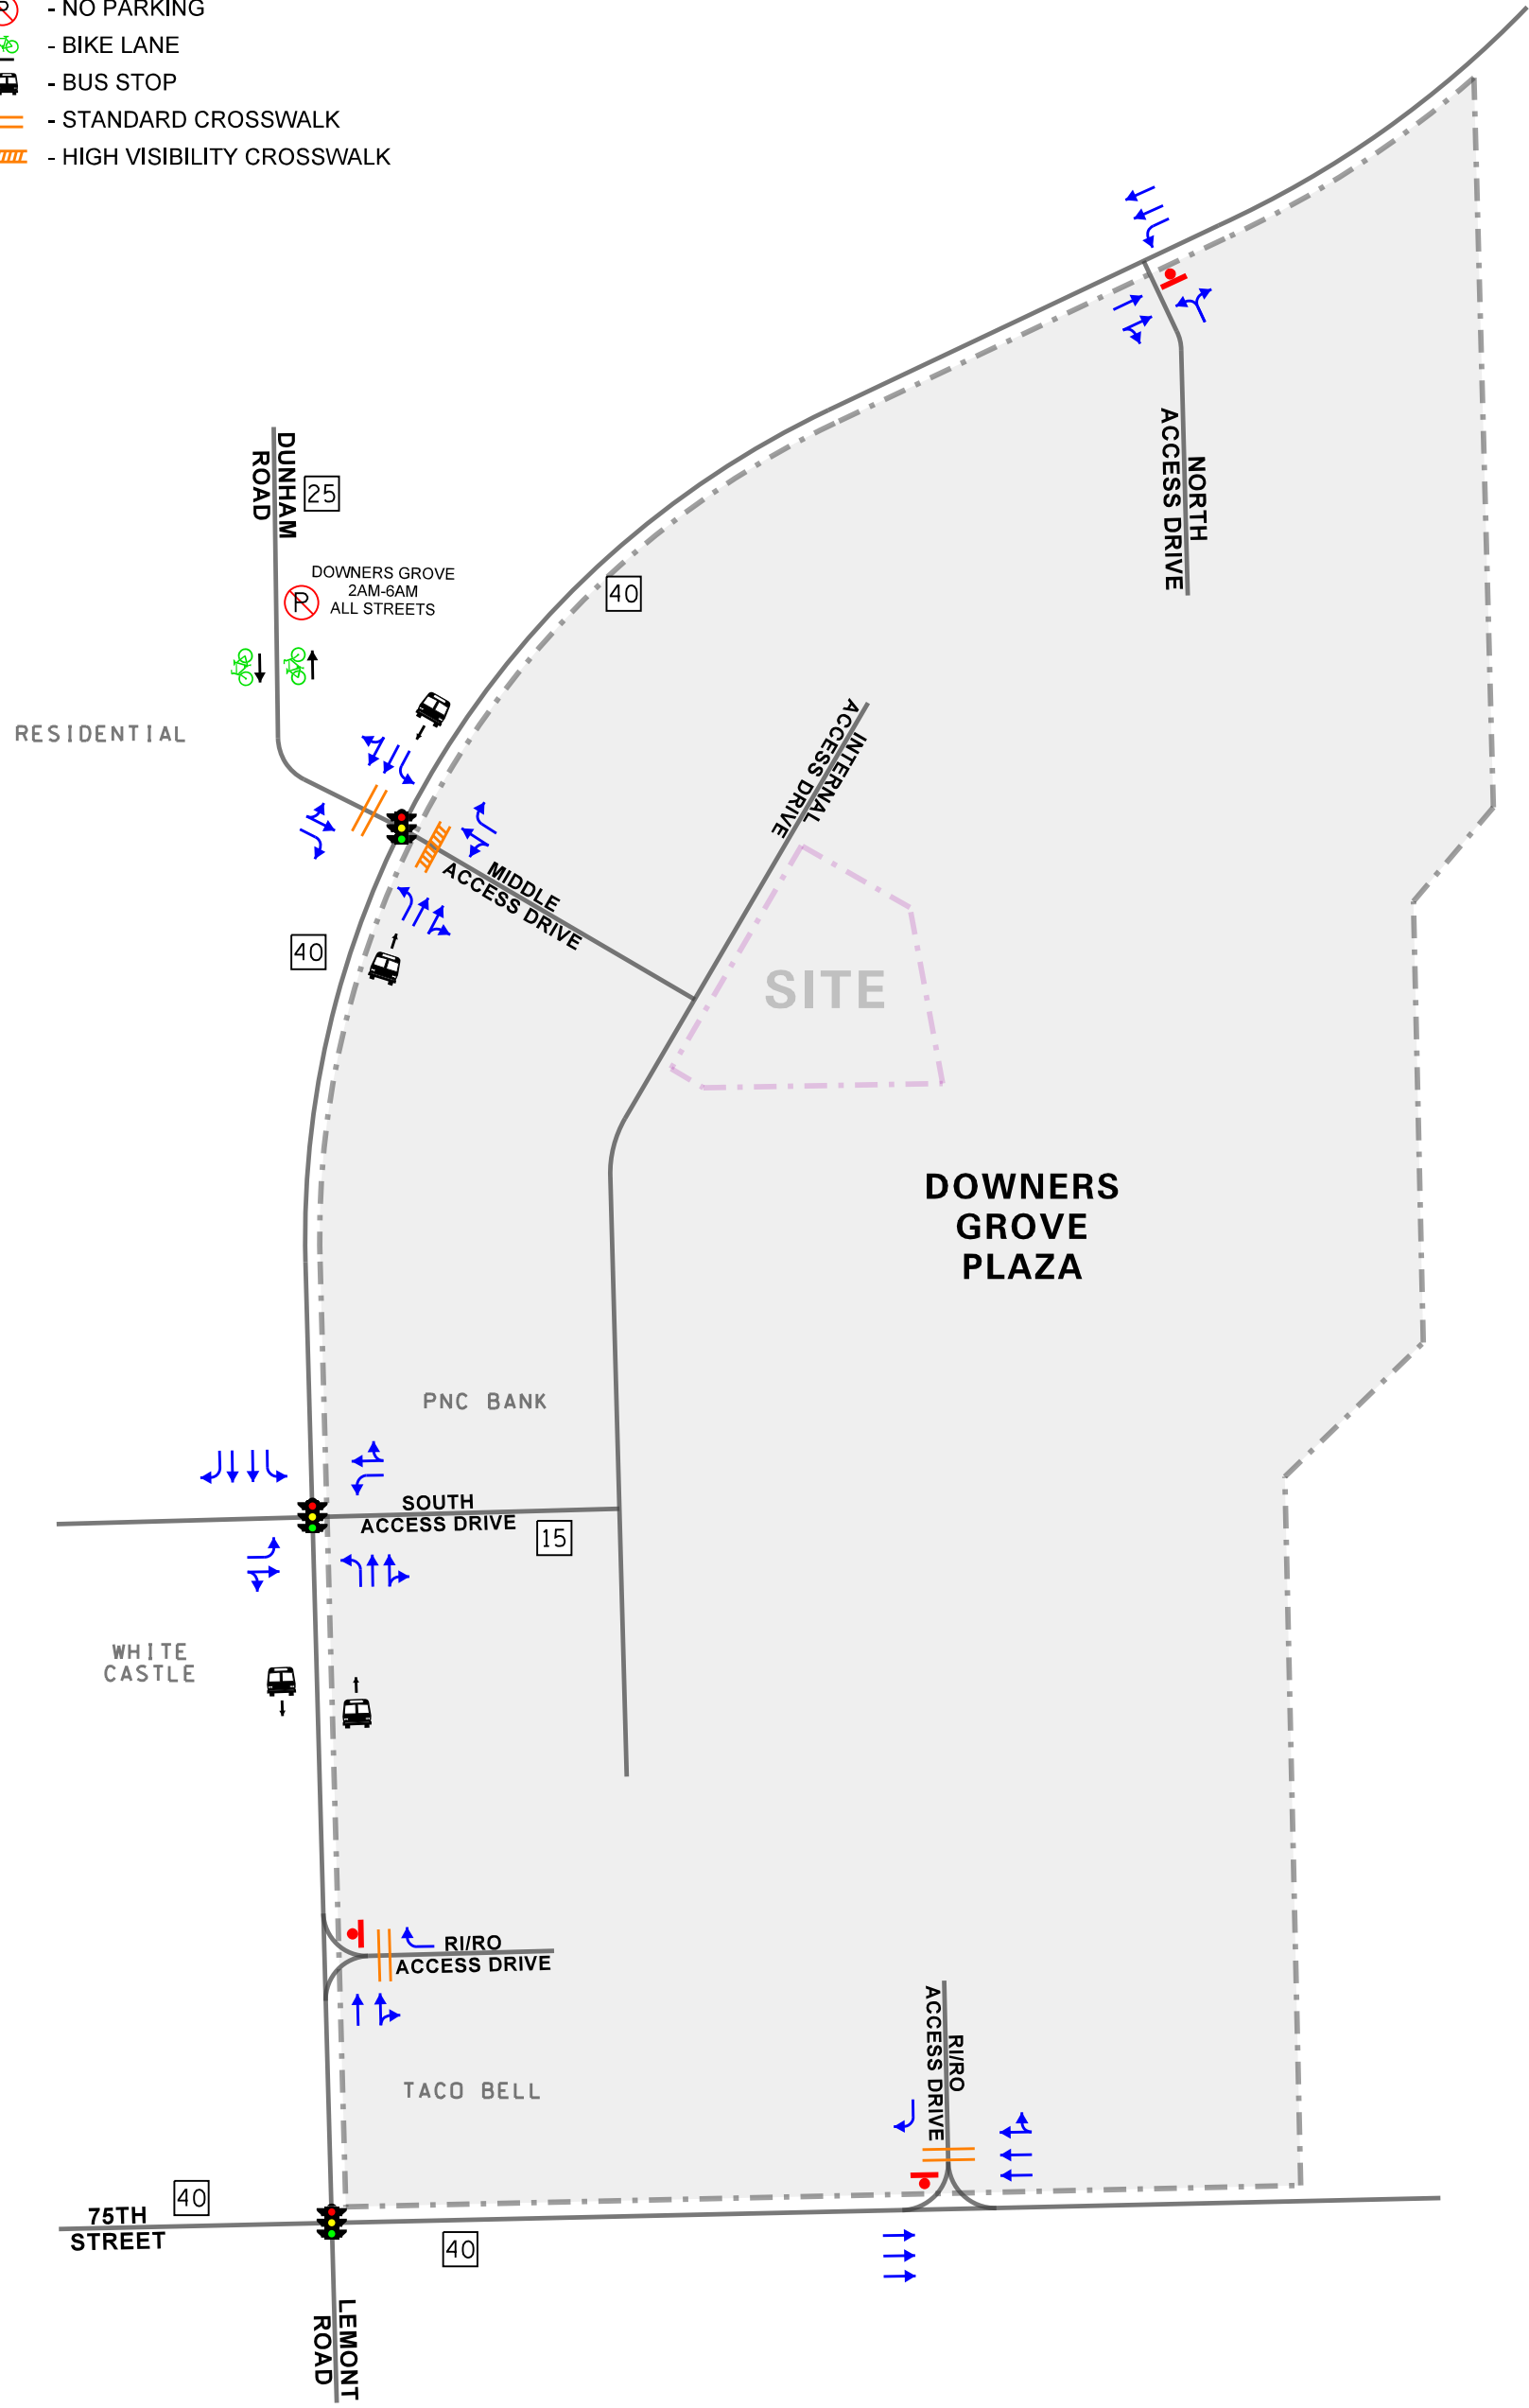 - NO PARKING
- BIKE LANE
- BUS STOP
- STANDARD CROSSWALK
- HIGH VISIBILITY CROSSWALK
DUNHAM
ROAD
25
DOWNERS GROVE
2AM-6AM
ALL STREETS
P
40
NORTH
ACCESS DRIVE
RESIDENTIAL
INTERNAL
ACCESS DRIVE
MIDDLE
ACCESS DRIVE
40
SITE
DOWNERS
GROVE
PLAZA
PNC BANK
SOUTH
ACCESS DRIVE
15
WHITE
CASTLE
RI/RO
ACCESS DRIVE
TACO BELL
RI/RO
ACCESS DRIVE
40
75TH
STREET
40
LEMONT
ROAD